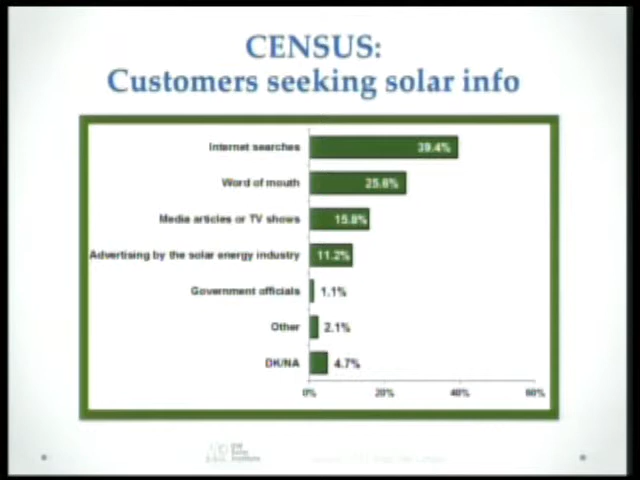 CENSUS:
Customers seeking solar info
Internet searches 39.4%
Word of mouth 25.6%
Media articles or TV shows 15.8%
Advertising by the solar energy industry 11.2%
Government officials 1.1%
Other 2.1%
DK/NA 4.7%
0% 20% 40% 60%